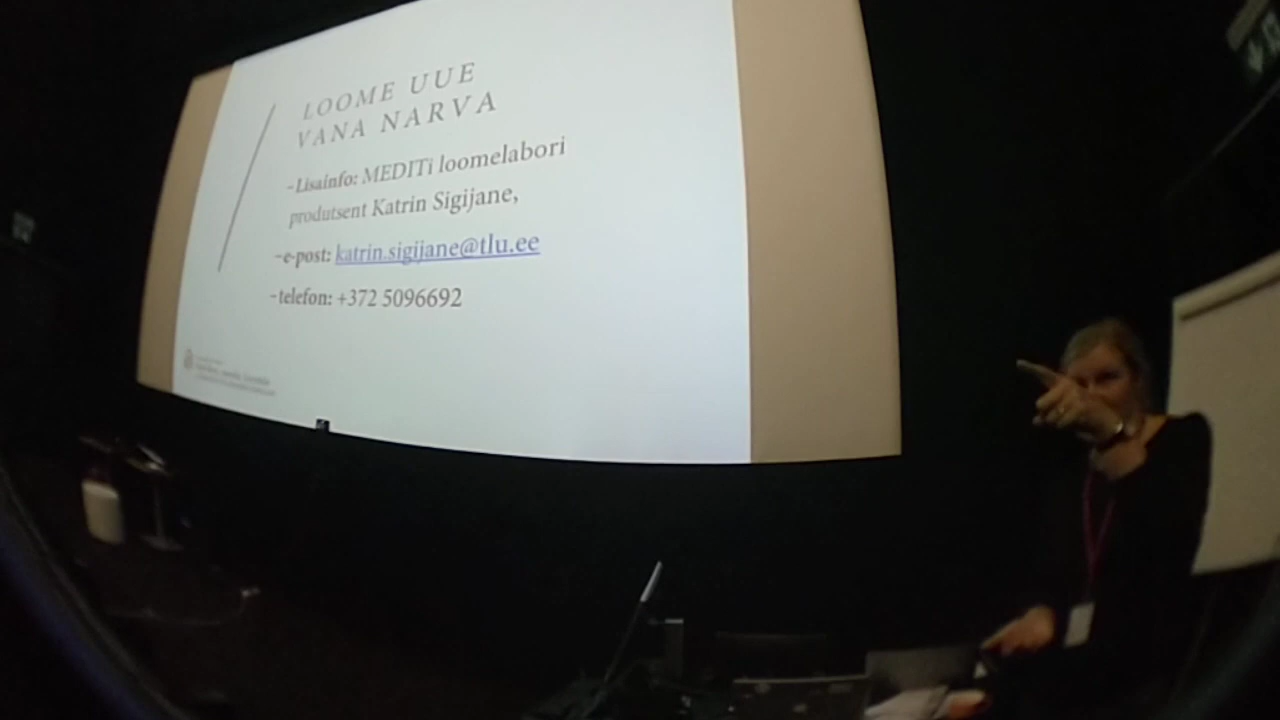 LOOME UUE
VANA NARVA
-Lisainfo: MEDITi loomelabori
produtsent Katrin Sigijane,
-e-post: katrin.sigijane@tlu.ee
-telefon: +372 5096692